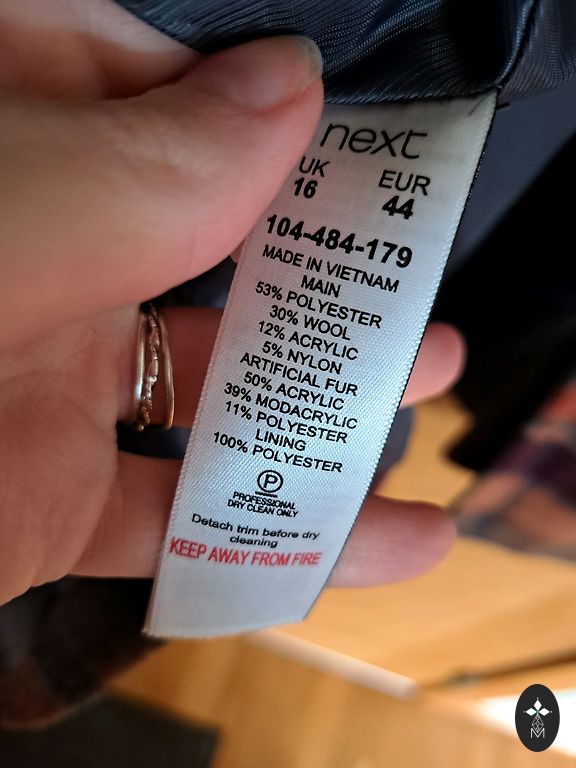 next
UK EUR
16 44
104-484-179
MADE IN VIETNAM
MAIN
53% POLYESTER
30% WOOL
12% ACRYLIC
5% NYLON
ARTIFICIAL FUR
50% ACRYLIC
39% MODACRYLIC
11% POLYESTER
LINING
100% POLYESTER
P
PROFESSIONAL
DRY CLEAN ONLY
Detach trim before dry
cleaning
KEEP AWAY FROM FIRE
M